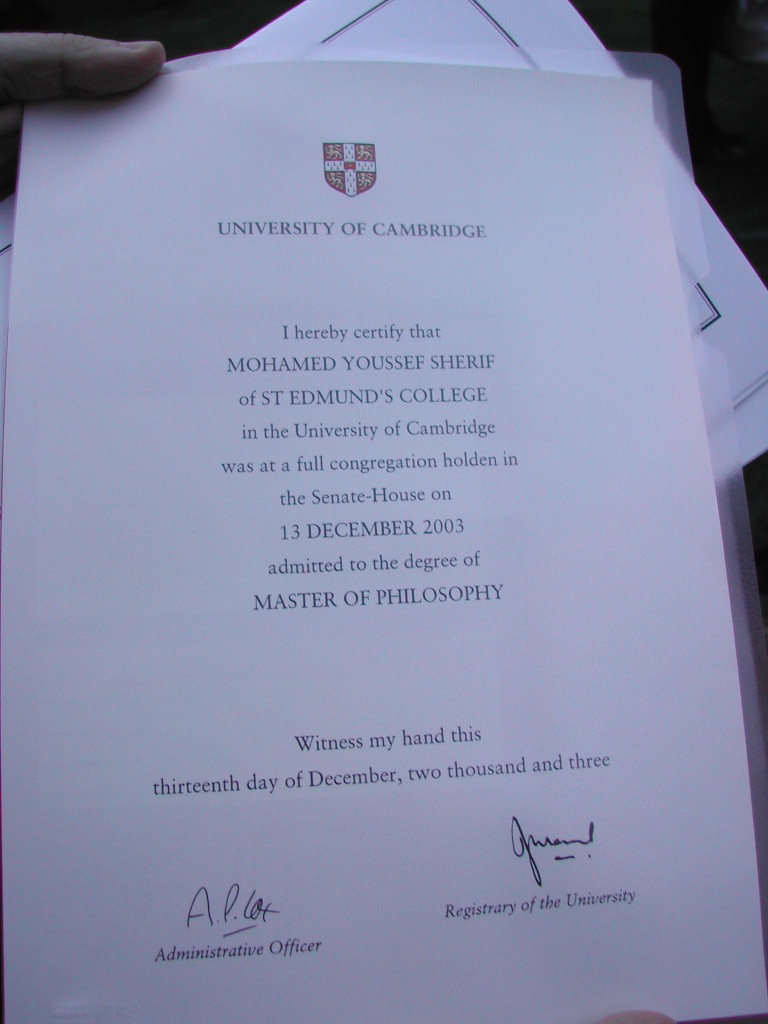 UNIVERSITY OF CAMBRIDGE
I hereby certify that
MOHAMED YOUSSEF SHERIF
of ST EDMUND'S COLLEGE
in the University of Cambridge
was at a full congregation holden in
the Senate-House on
13 DECEMBER 2003
admitted to the degree of
MASTER OF PHILOSOPHY
Witness my hand this
thirteenth day of December, two thousand and three
A.P. Cox
Administrative Officer
Registrary of the University